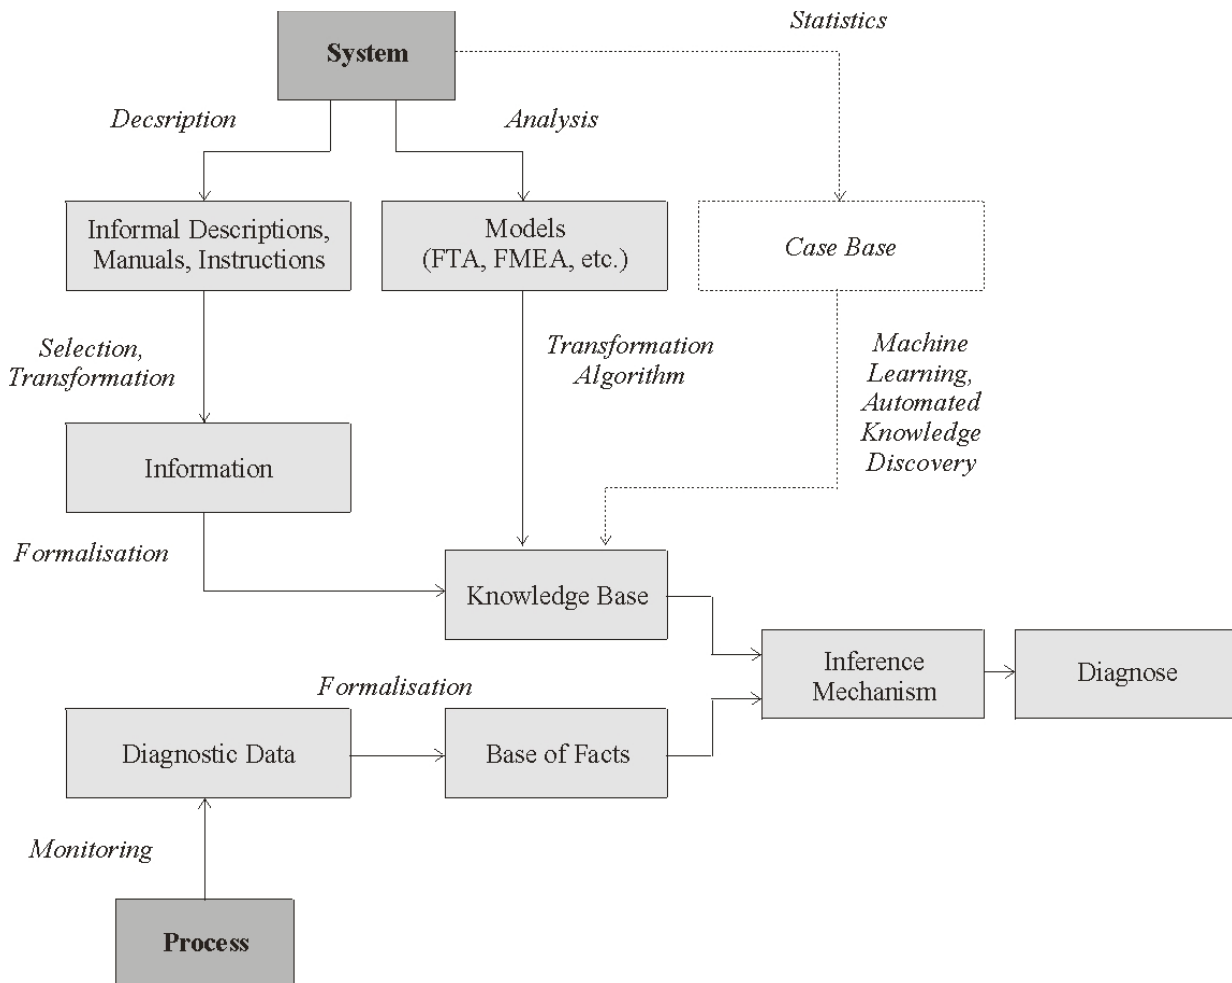 Statistics
System
Decsription
Analysis
Informal Descriptions,
Manuals, Instructions
Models
(FTA, FMEA, etc.)
Case Base
Selection,
Transformation
Transformation
Algorithm
Machine
Learning,
Automated
Knowledge
Discovery
Information
Formalisation
Knowledge Base
Inference
Mechanism
Diagnose
Formalisation
Diagnostic Data
Base of Facts
Monitoring
Process